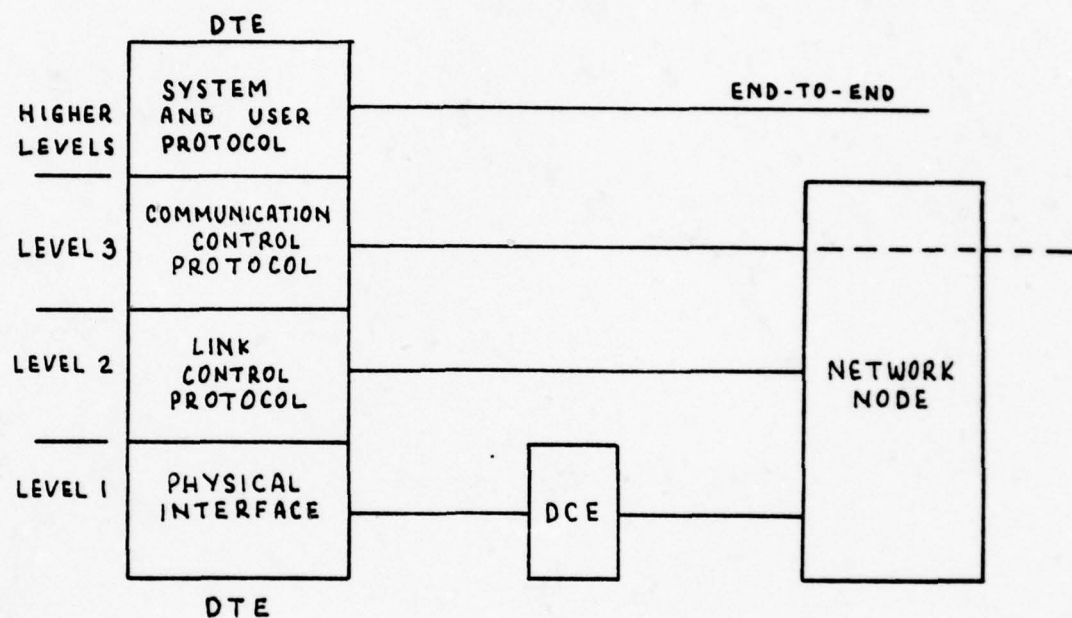 DTE
HIGHER
LEVELS
SYSTEM
AND USER
PROTOCOL
END-TO-END
LEVEL 3
COMMUNICATION
CONTROL
PROTOCOL
LEVEL 2
LINK
CONTROL
PROTOCOL
NETWORK
NODE
LEVEL 1
PHYSICAL
INTERFACE
DCE
DTE